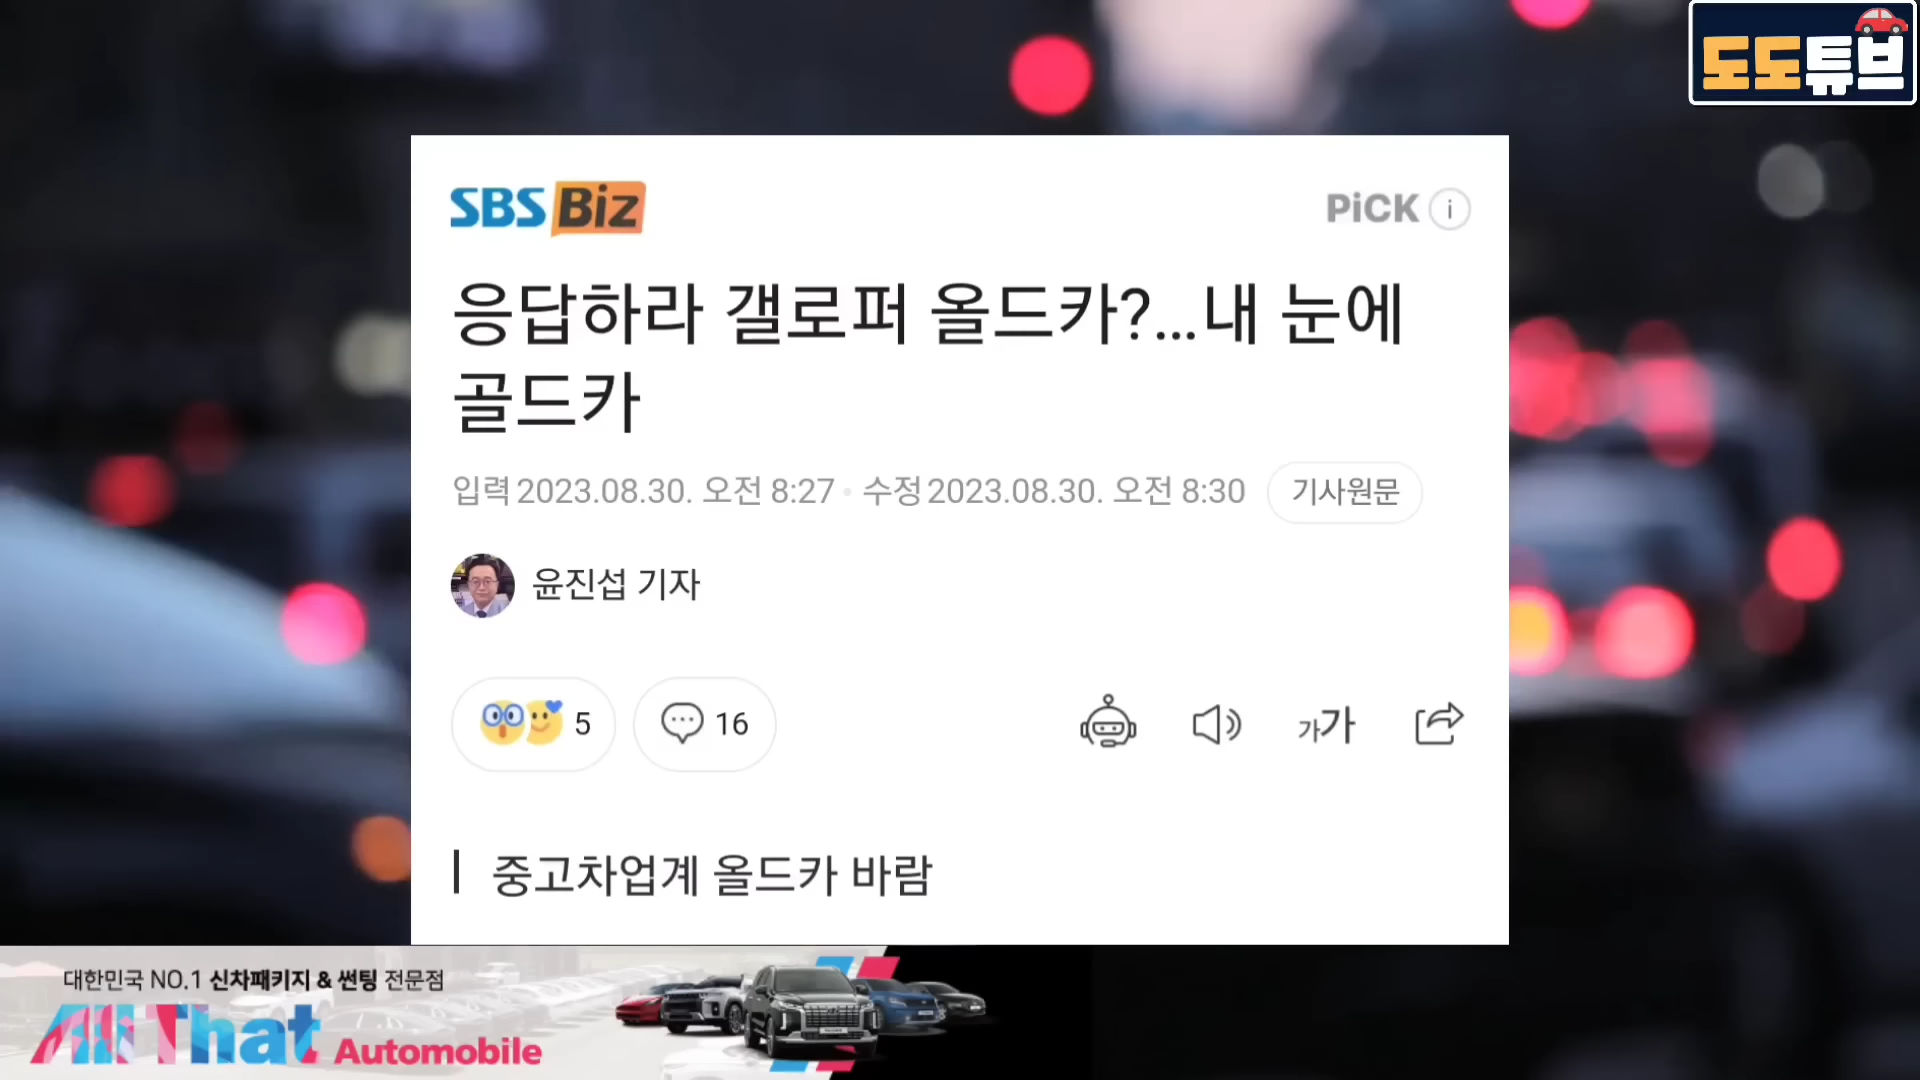 도도튜브
SBS Biz
PiCK i
응답하라 갤로퍼 올드카?...내 눈에
골드카
입력 2023.08.30. 오전 8:27 · 수정 2023.08.30. 오전 8:30 기사원문
윤진섭 기자
5 16 가가
중고차업계 올드카 바람
대한민국 NO.1 신차패키지 & 썬팅 전문점
All That Automobile